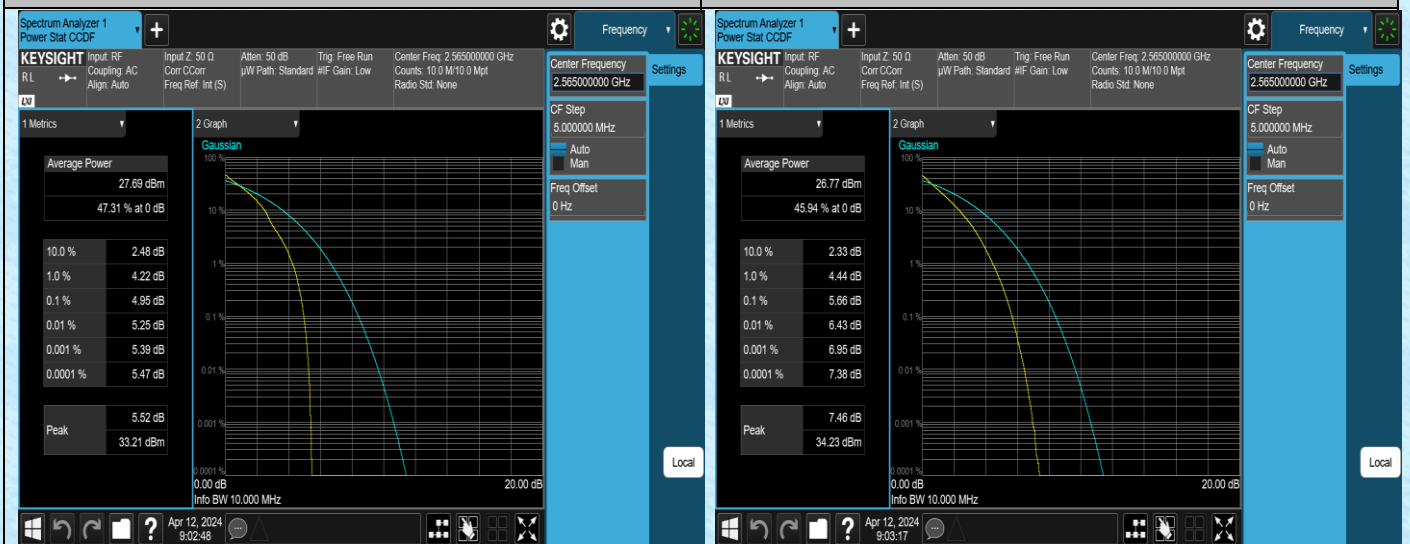 Spectrum Analyzer 1
Power Stat CCDF
+
Frequency
KEYSIGHT
RL
LXI
Input: RF
Coupling: AC
Align: Auto
Input Z: 50 Ω
Corr CCorr
Freq Ref: Int (S)
Atten: 50 dB
µW Path: Standard
Trig: Free Run
#IF Gain: Low
Center Freq: 2.565000000 GHz
Counts: 10.0 M/10.0 Mpt
Radio Std: None
Center Frequency
2.565000000 GHz
Settings
CF Step
5.000000 MHz
Auto
Man
Freq Offset
0 Hz
1 Metrics
Average Power
27.69 dBm
47.31 % at 0 dB
10.0 % 2.48 dB
1.0 % 4.22 dB
0.1 % 4.95 dB
0.01 % 5.25 dB
0.001 % 5.39 dB
0.0001 % 5.47 dB
Peak
5.52 dB
33.21 dBm
2 Graph
Gaussian
100 %
10 %
1 %
0.1 %
0.01 %
0.001 %
0.0001 %
0.00 dB 20.00 dB
Info BW 10.000 MHz
Local
?
Apr 12, 2024
9:02:48
Spectrum Analyzer 1
Power Stat CCDF
+
Frequency
KEYSIGHT
RL
LXI
Input: RF
Coupling: AC
Align: Auto
Input Z: 50 Ω
Corr CCorr
Freq Ref: Int (S)
Atten: 50 dB
µW Path: Standard
Trig: Free Run
#IF Gain: Low
Center Freq: 2.565000000 GHz
Counts: 10.0 M/10.0 Mpt
Radio Std: None
Center Frequency
2.565000000 GHz
Settings
CF Step
5.000000 MHz
Auto
Man
Freq Offset
0 Hz
1 Metrics
Average Power
26.77 dBm
45.94 % at 0 dB
10.0 % 2.33 dB
1.0 % 4.44 dB
0.1 % 5.66 dB
0.01 % 6.43 dB
0.001 % 6.95 dB
0.0001 % 7.38 dB
Peak
7.46 dB
34.23 dBm
2 Graph
Gaussian
100 %
10 %
1 %
0.1 %
0.01 %
0.001 %
0.0001 %
0.00 dB 20.00 dB
Info BW 10.000 MHz
Local
?
Apr 12, 2024
9:03:17